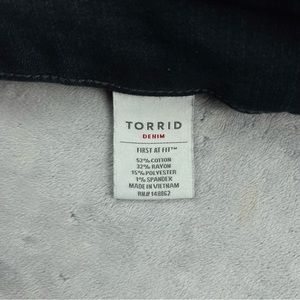 TORRID
DENIM
FIRST AT FIT™
52% COTTON
32% RAYON
15% POLYESTER
1% SPANDEX
MADE IN VIETNAM
RN# 148862